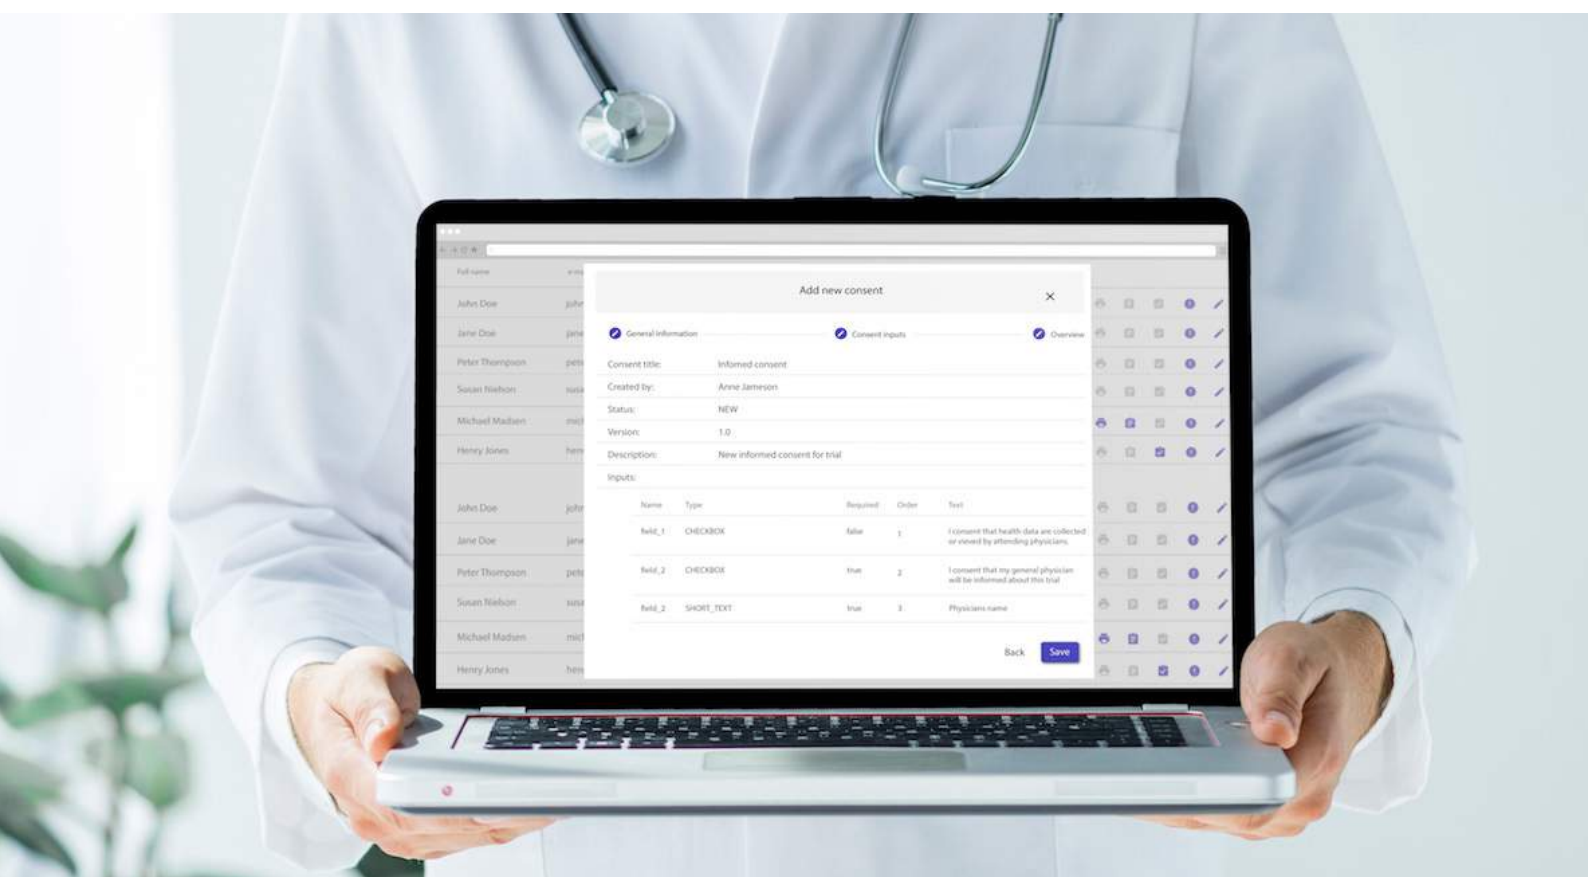 Full name
John Doe
Jane Doe
Peter Thompson
Susan Nielson
Michael Madsen
Henry Jones
John Doe
Jane Doe
Peter Thompson
Susan Nielson
Michael Madsen
Henry Jones
Add new consent
General information Consent inputs Overview
Consent title: Informed consent
Created by: Anne Jameson
Status: NEW
Version: 1.0
Description: New informed consent for trial
Inputs:
Name Type Required Order Text
field_1 CHECKBOX false 1 I consent that health data are collected
or viewed by attending physicians.
field_2 CHECKBOX true 2 I consent that my general physician
will be informed about this trial
field_2 SHORT_TEXT true 3 Physicians name
Back Save